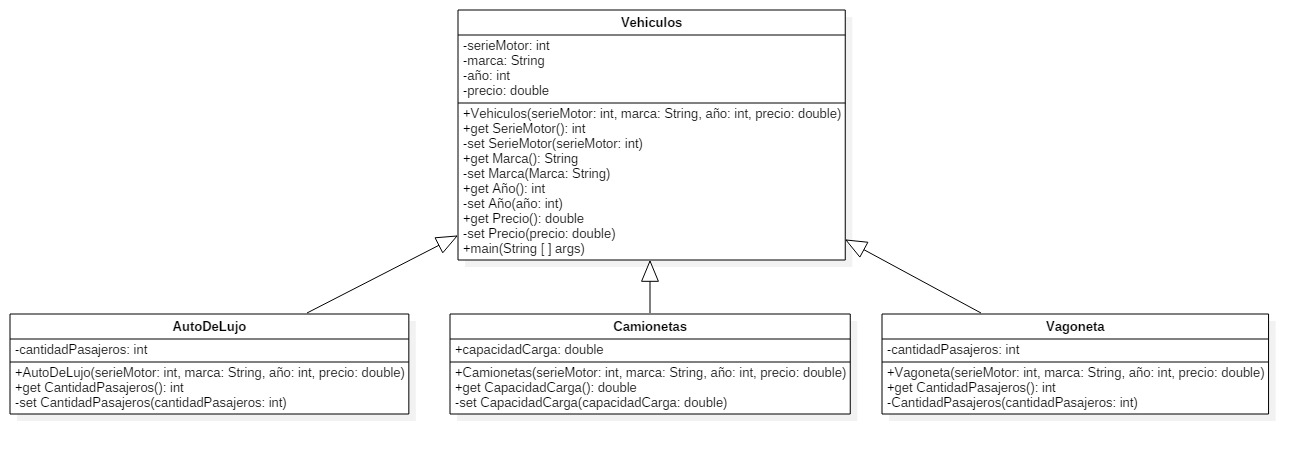 Vehiculos
-serieMotor: int
-marca: String
-año: int
-precio: double
+Vehiculos(serieMotor: int, marca: String, año: int, precio: double)
+get SerieMotor(): int
-set SerieMotor(serieMotor: int)
+get Marca(): String
-set Marca(Marca: String)
+get Año(): int
-set Año(año: int)
+get Precio(): double
-set Precio(precio: double)
+main(String [ ] args)
AutoDeLujo
-cantidadPasajeros: int
+AutoDeLujo(serieMotor: int, marca: String, año: int, precio: double)
+get CantidadPasajeros(): int
-set CantidadPasajeros(cantidadPasajeros: int)
Camionetas
+capacidadCarga: double
+Camionetas(serieMotor: int, marca: String, año: int, precio: double)
+get CapacidadCarga(): double
-set CapacidadCarga(capacidadCarga: double)
Vagoneta
-cantidadPasajeros: int
+Vagoneta(serieMotor: int, marca: String, año: int, precio: double)
+get CantidadPasajeros(): int
-CantidadPasajeros(cantidadPasajeros: int)